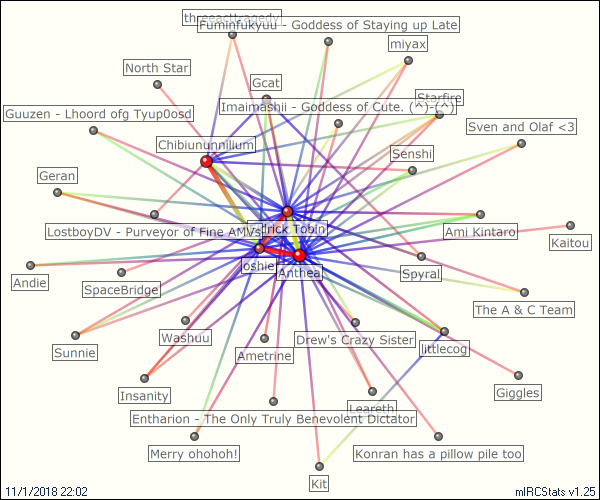 threeacttragedy
Fuminfukyuu - Goddess of Staying up Late
miyax
North Star
Gcat
Starfire
Imaimashii - Goddess of Cute. (^)-(^)
Guuzen - Lhoord ofg Tyup0osd
Sven and Olaf <3
Chibiununnilium
Senshi
Geran
LostboyDV - Purveyor of Fine AMVs
drick Tobin
Ami Kintaro
Kaitou
oshie
Anthea
Spyral
Andie
SpaceBridge
The A & C Team
Sunnie
Washuu
Drew's Crazy Sister
littlecog
Ametrine
Insanity
Giggles
Leareth
Entharion - The Only Truly Benevolent Dictator
Merry ohohoh!
Konran has a pillow pile too
Kit
11/1/2018 22:02
mIRCStats v1.25